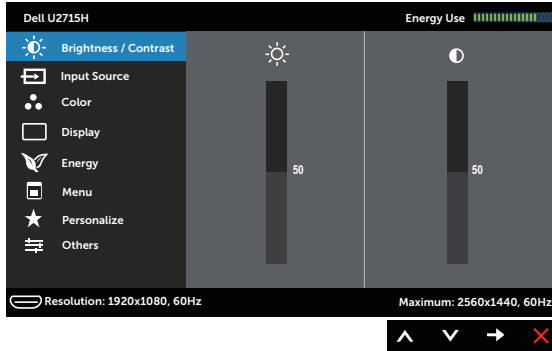 Dell U2715H Energy Use
Brightness / Contrast
Input Source
Color
Display
Energy
50 50
Menu
Personalize
Others
Resolution: 1920x1080, 60Hz Maximum: 2560x1440, 60Hz